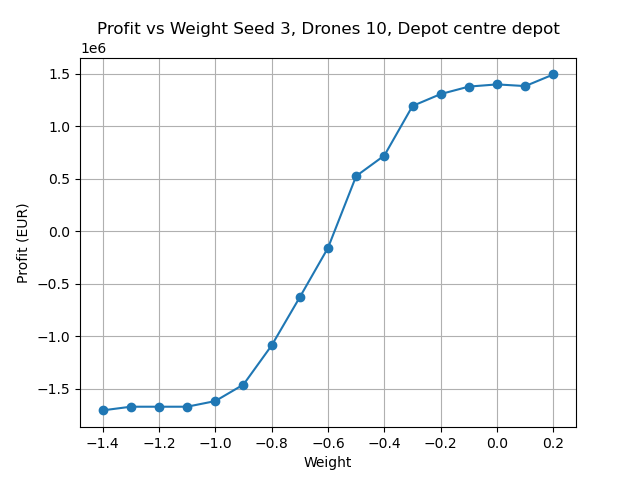 Profit vs Weight Seed 3, Drones 10, Depot centre depot
1e6
1.5
1.0
0.5
0.0
−0.5
−1.0
−1.5
Profit (EUR)
−1.4 −1.2 −1.0 −0.8 −0.6 −0.4 −0.2 0.0 0.2
Weight